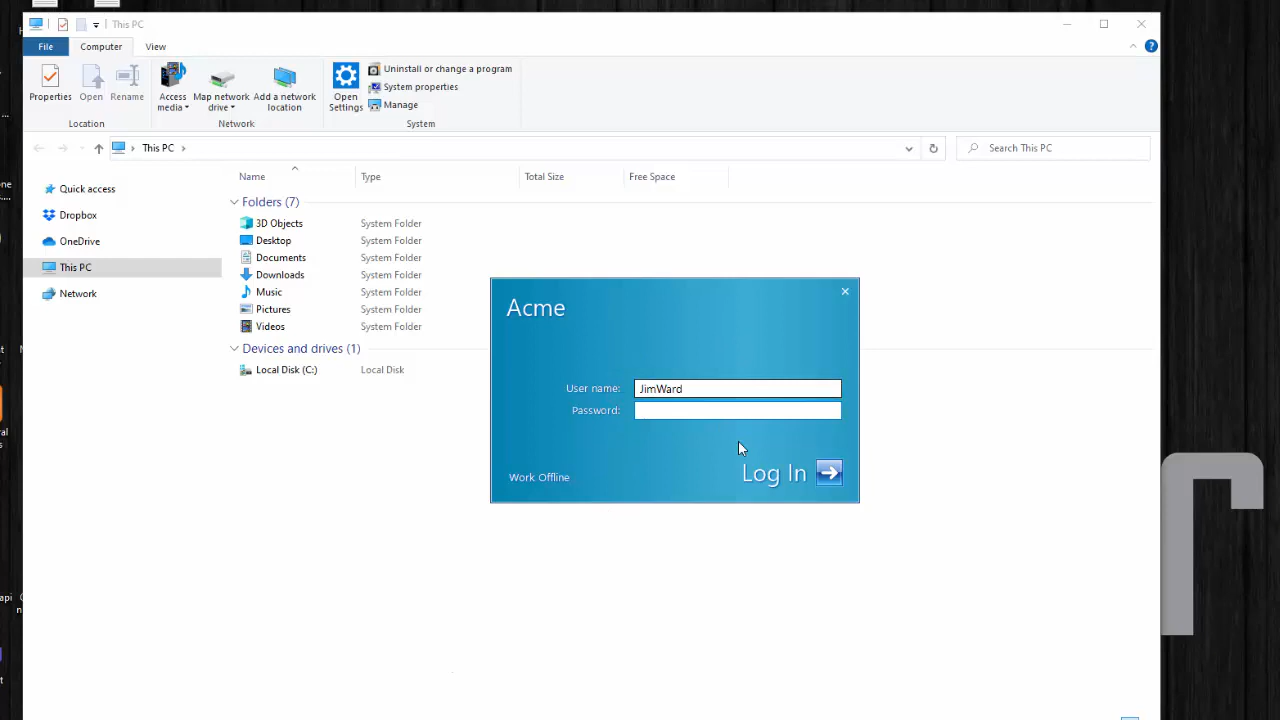 This PC
File Computer View
Properties Open Rename Access media Map network drive Add a network location Open Settings Uninstall or change a program System properties Manage
Location Network System
This PC Search This PC
Name Type Total Size Free Space
Quick access
Dropbox
OneDrive
This PC
Network
Folders (7)
3D Objects System Folder
Desktop System Folder
Documents System Folder
Downloads System Folder
Music System Folder
Pictures System Folder
Videos System Folder
Devices and drives (1)
Local Disk (C:) Local Disk
Acme
User name: JimWard
Password:
Work Offline Log In